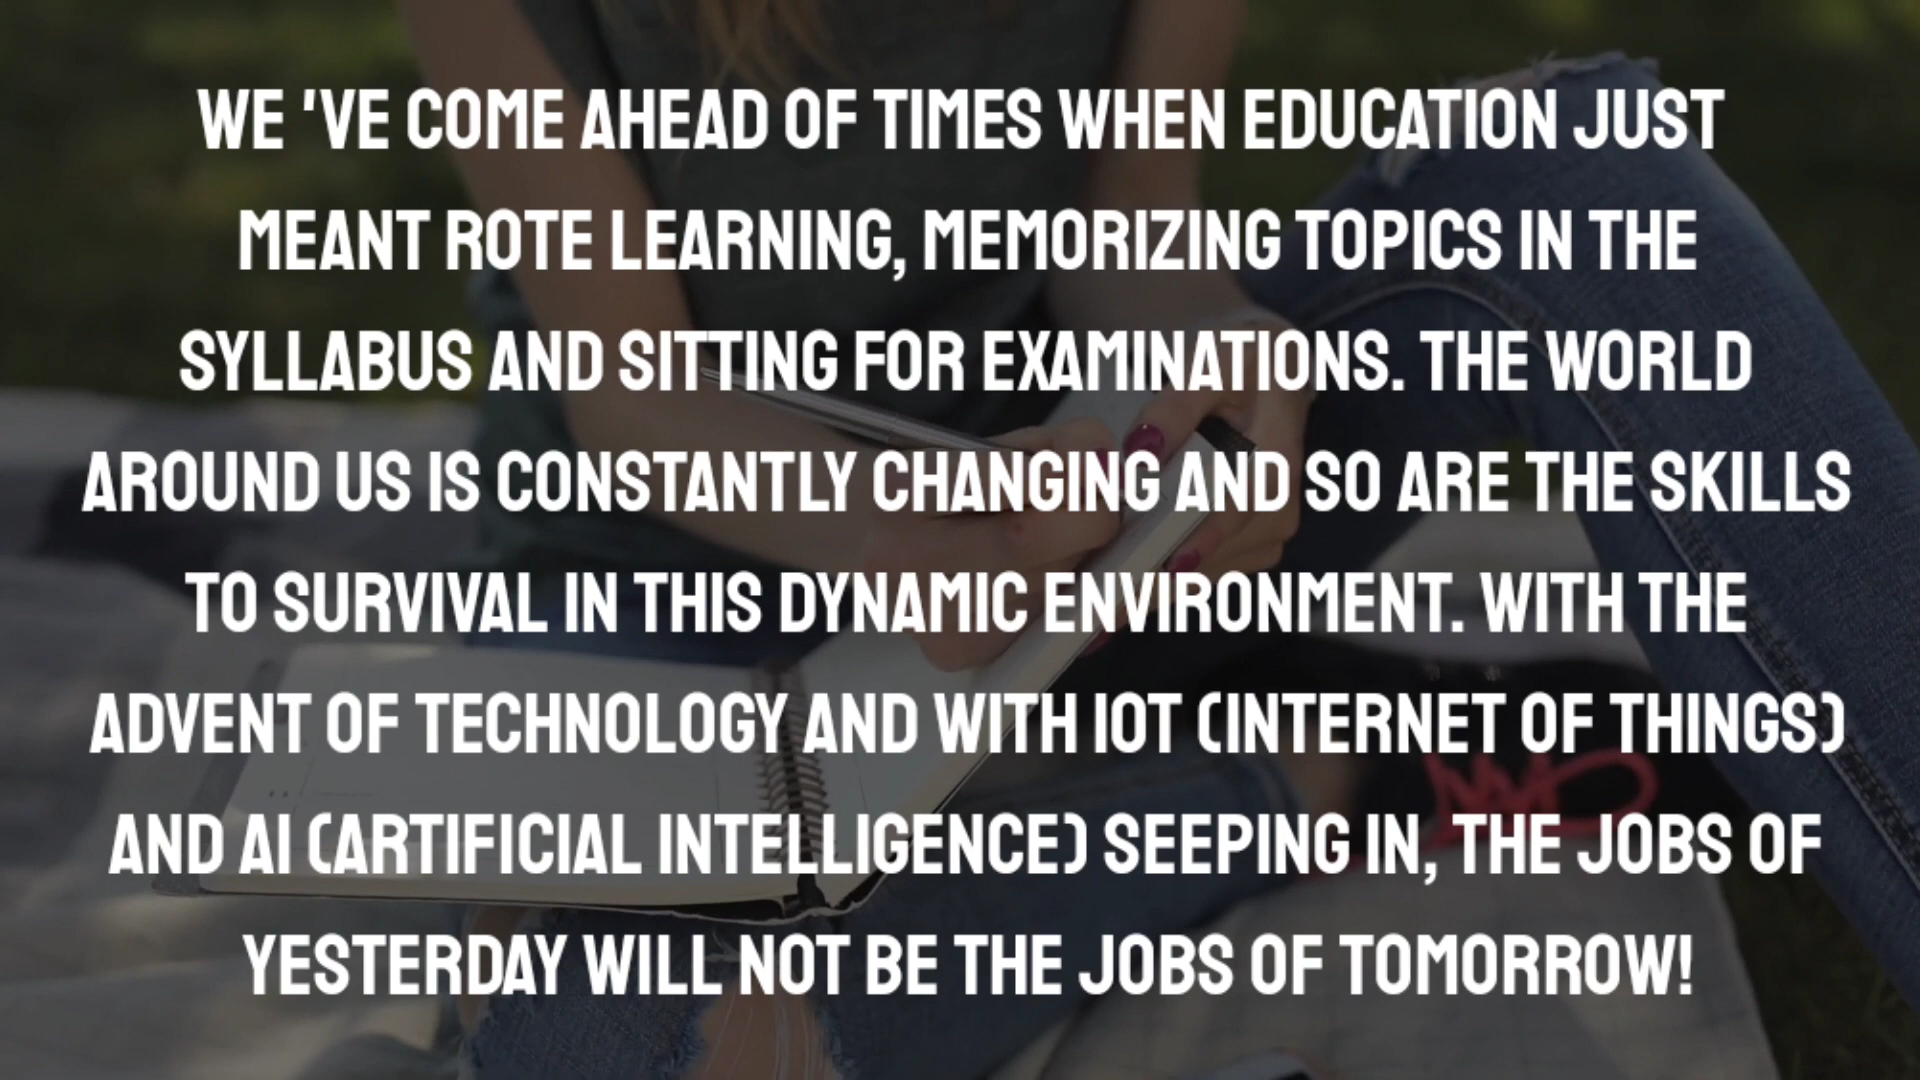 WE 'VE COME AHEAD OF TIMES WHEN EDUCATION JUST
MEANT ROTE LEARNING, MEMORIZING TOPICS IN THE
SYLLABUS AND SITTING FOR EXAMINATIONS. THE WORLD
AROUND US IS CONSTANTLY CHANGING AND SO ARE THE SKILLS
TO SURVIVAL IN THIS DYNAMIC ENVIRONMENT. WITH THE
ADVENT OF TECHNOLOGY AND WITH IOT (INTERNET OF THINGS)
AND AI (ARTIFICIAL INTELLIGENCE) SEEPING IN, THE JOBS OF
YESTERDAY WILL NOT BE THE JOBS OF TOMORROW!